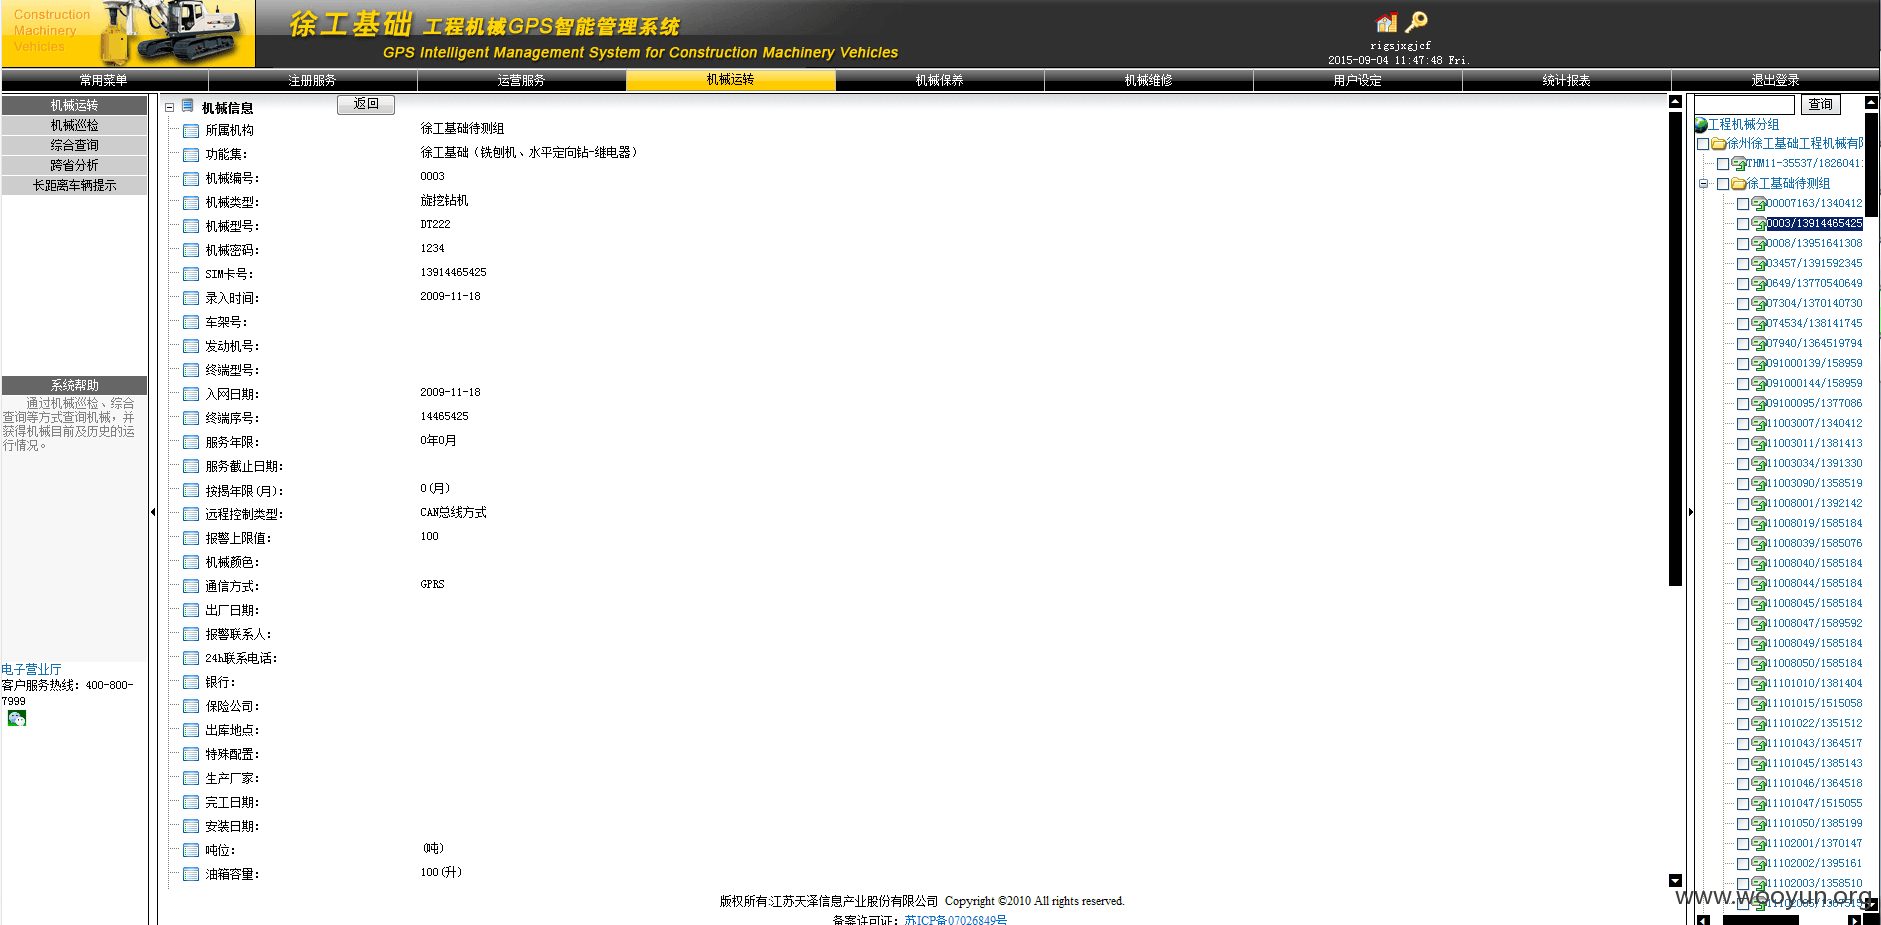 Construction
Machinery
Vehicles
徐工基础 工程机械GPS智能管理系统
GPS Intelligent Management System for Construction Machinery Vehicles
rigsjxgjcf
2015-09-04 11:47:48 Fri.
常用菜单 注册服务 运营服务 机械运转 机械保养 机械维修 用户设定 统计报表 退出登录
机械运转
机械巡检
综合查询
跨省分析
长距离车辆提示
系统帮助
通过机械巡检、综合
查询等方式查询机械，并
获得机械目前及历史的运
行情况。
电子营业厅
客户服务热线：400-800-
7999
机械信息 返回
所属机构 徐工基础待测组
功能集： 徐工基础（铣刨机、水平定向钻-继电器）
机械编号： 0003
机械类型： 旋挖钻机
机械型号： DT222
机械密码： 1234
SIM卡号： 13914465425
录入时间： 2009-11-18
车架号：
发动机号：
终端型号：
入网日期： 2009-11-18
终端序号： 14465425
服务年限： 0年0月
服务截止日期：
按揭年限(月)： 0(月)
远程控制类型： CAN总线方式
报警上限值： 100
机械颜色：
通信方式： GPRS
出厂日期：
报警联系人：
24h联系电话：
银行：
保险公司：
出库地点：
特殊配置：
生产厂家：
完工日期：
安装日期：
吨位： (吨)
油箱容量： 100(升)
查询
工程机械分组
徐州徐工基础工程机械有限
THM11-35537/1826041
徐工基础待测组
00007163/1340412
0003/13914465425
0008/13951641308
03457/1391592345
0649/13770540649
07304/1370140730
074534/138141745
07940/1364519794
091000139/158959
091000144/158959
09100095/1377086
11003007/1340412
11003011/1381413
11003034/1391330
11003090/1358519
11008001/1392142
11008019/1585184
11008039/1585076
11008040/1585184
11008044/1585184
11008045/1585184
11008047/1589592
11008049/1585184
11008050/1585184
11101010/1381404
11101015/1515058
11101022/1351512
11101043/1364517
11101045/1385143
11101046/1364518
11101047/1515055
11101050/1385199
11102001/1370147
11102002/1395161
11102003/1358510
www.wooyun.org
版权所有:江苏天泽信息产业股份有限公司 Copyright ©2010 All rights reserved.
备案许可证：苏ICP备07026849号